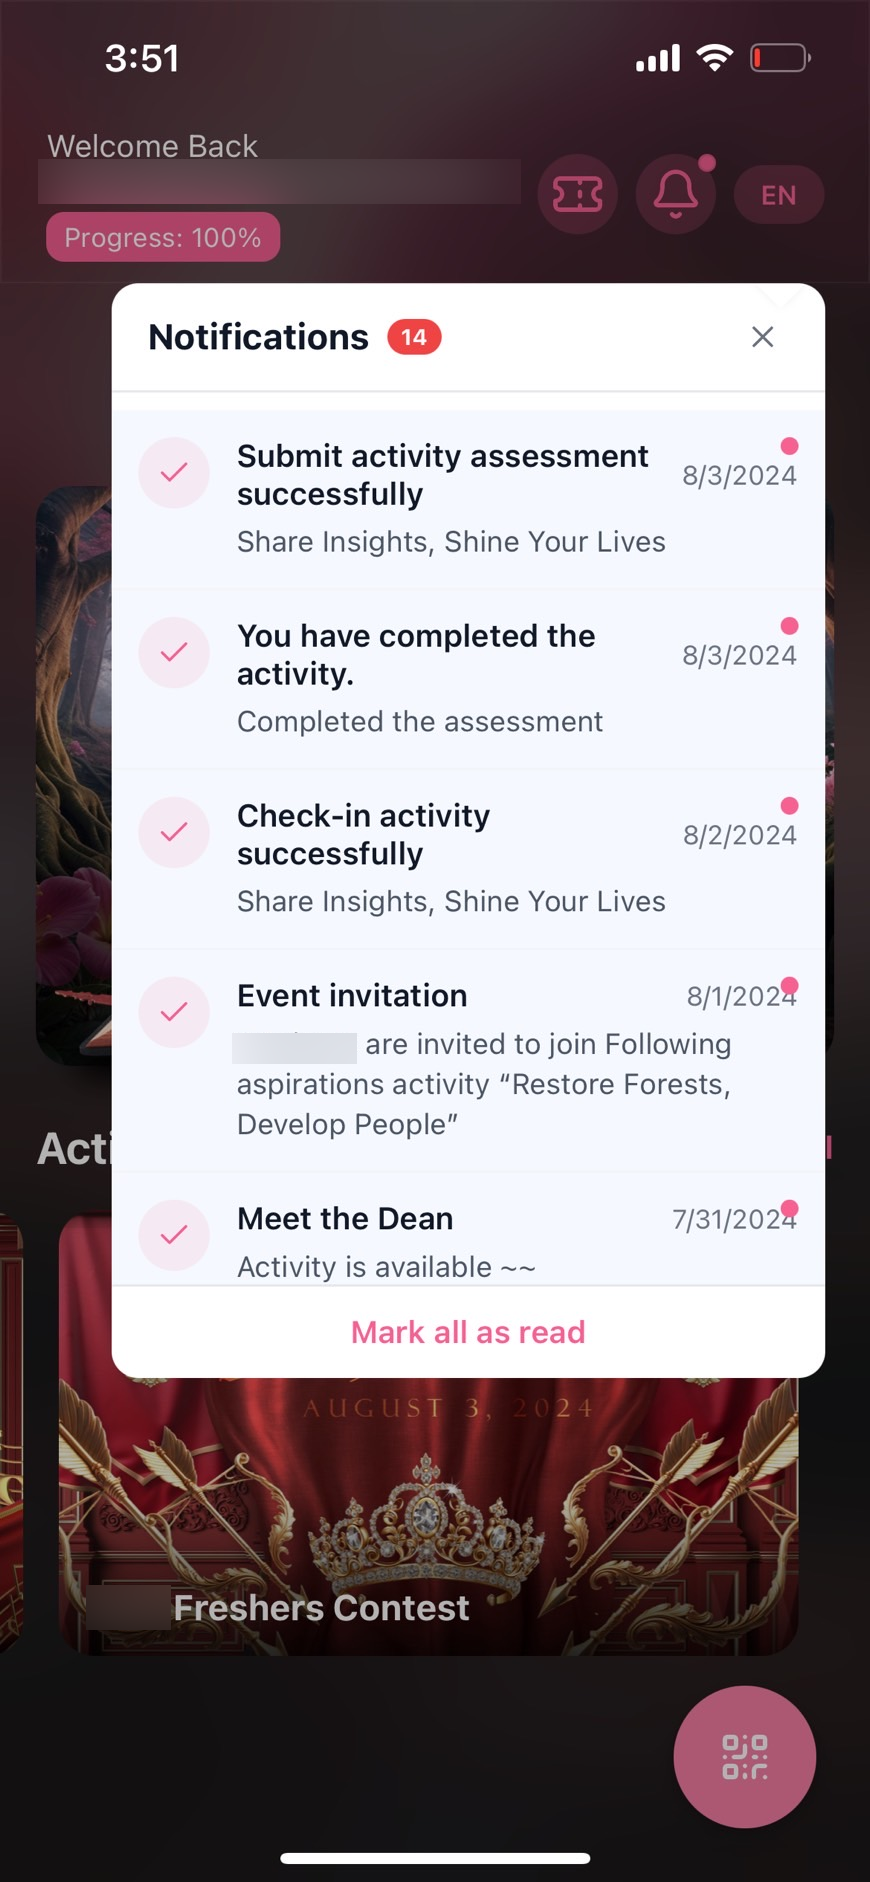 3:51
Welcome Back
EN
Progress: 100%
Notifications 14
Submit activity assessment
successfully
8/3/2024
Share Insights, Shine Your Lives
You have completed the
activity.
8/3/2024
Completed the assessment
Check-in activity
successfully
8/2/2024
Share Insights, Shine Your Lives
Event invitation
8/1/2024
are invited to join Following
aspirations activity “Restore Forests,
Develop People”
Acti
Meet the Dean
7/31/2024
Activity is available ~~
Mark all as read
AUGUST 3, 2024
Freshers Contest